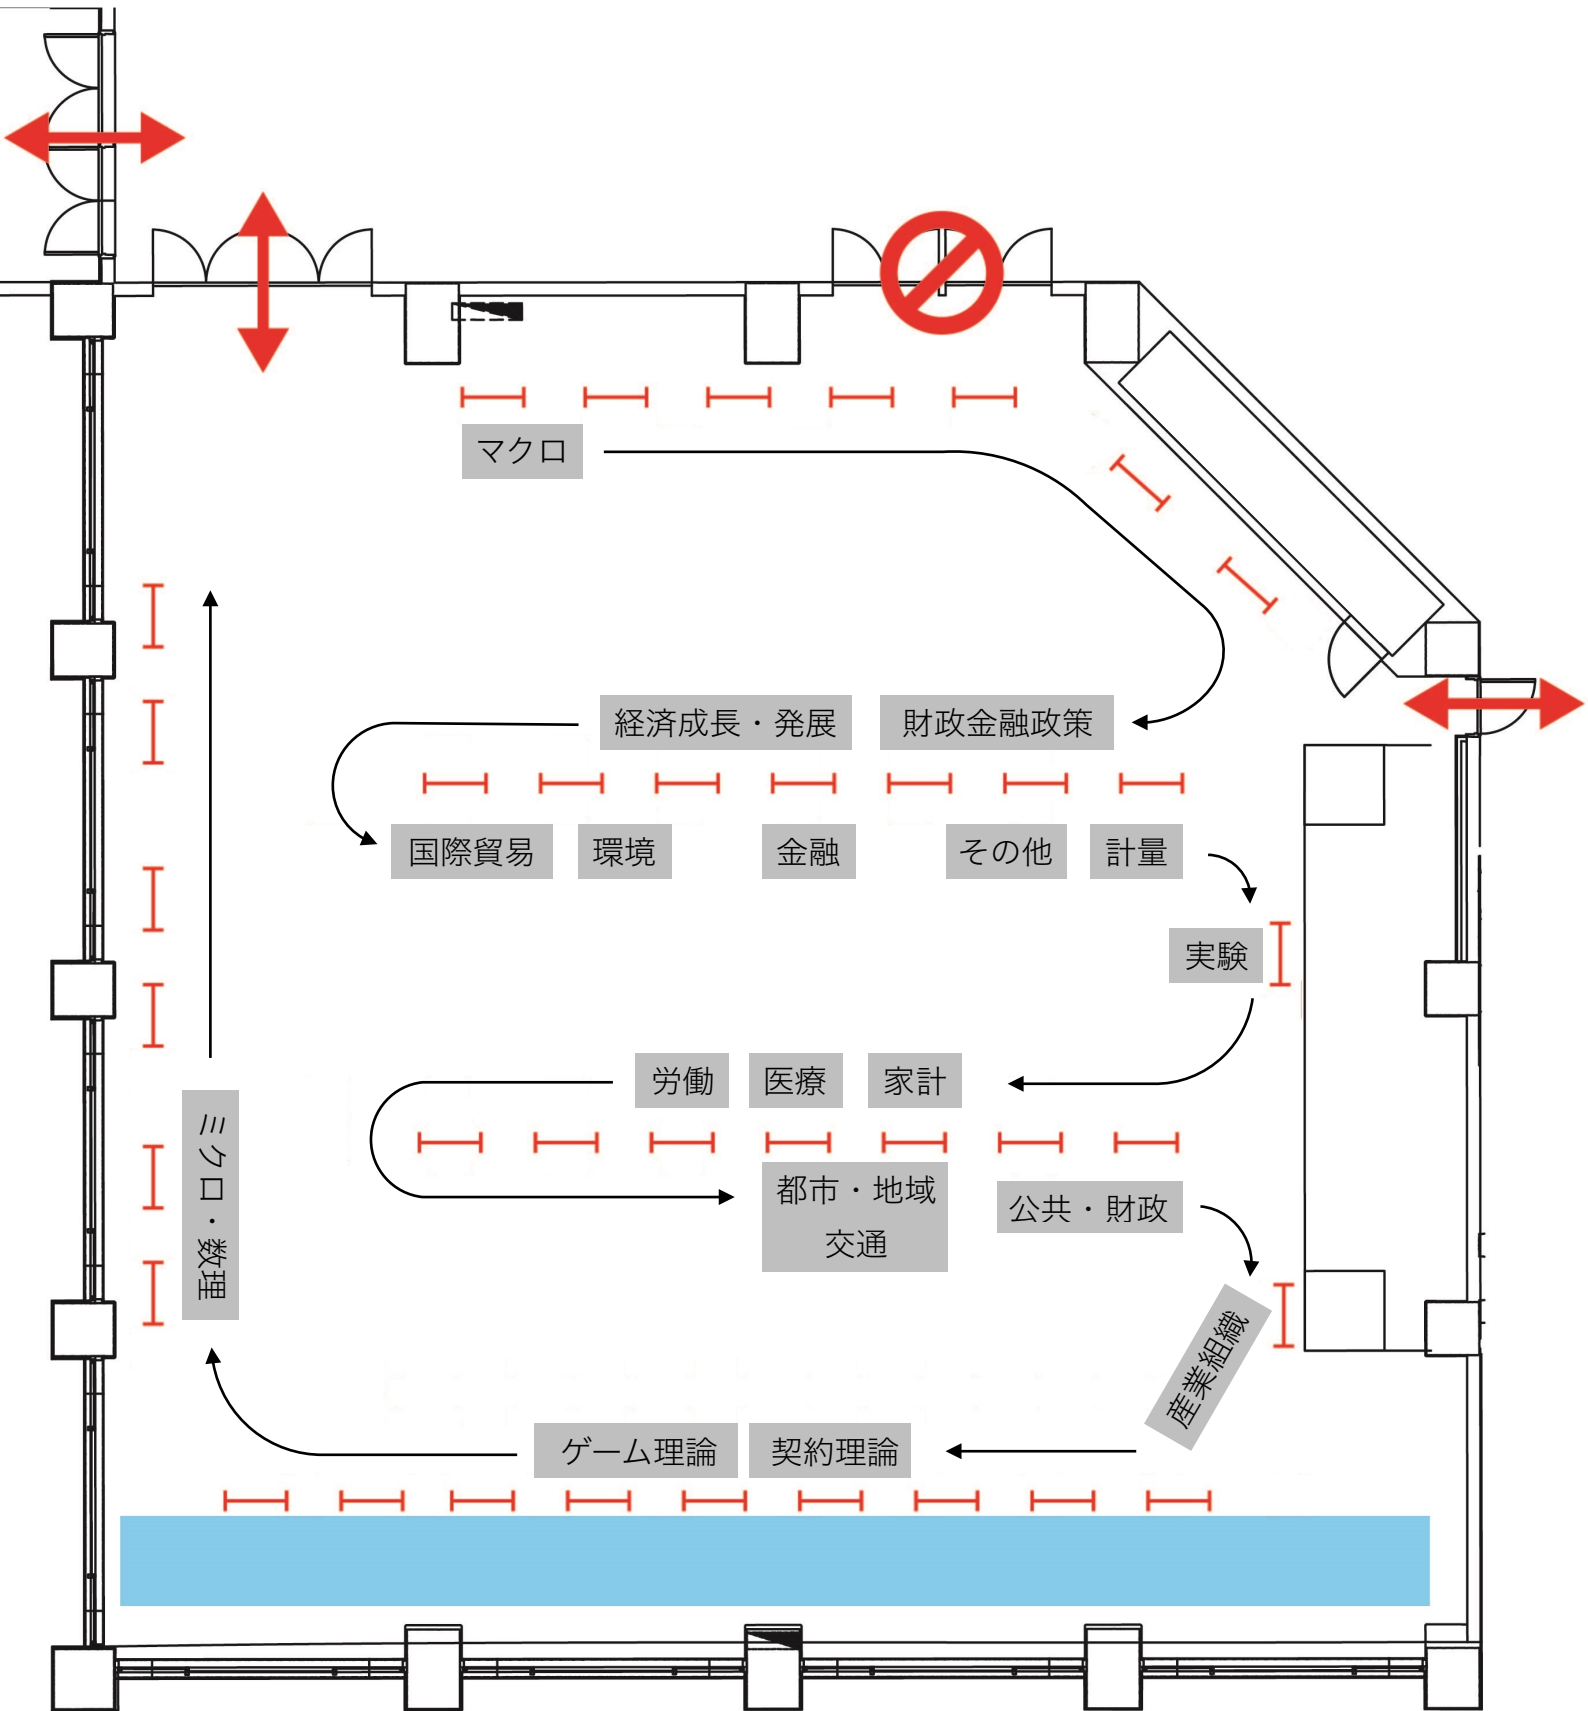 マクロ
経済成長・発展
財政金融政策
国際貿易
環境
金融
その他
計量
実験
労働
医療
家計
都市・地域
交通
公共・財政
産業組織
ゲーム理論
契約理論
ミクロ・数理